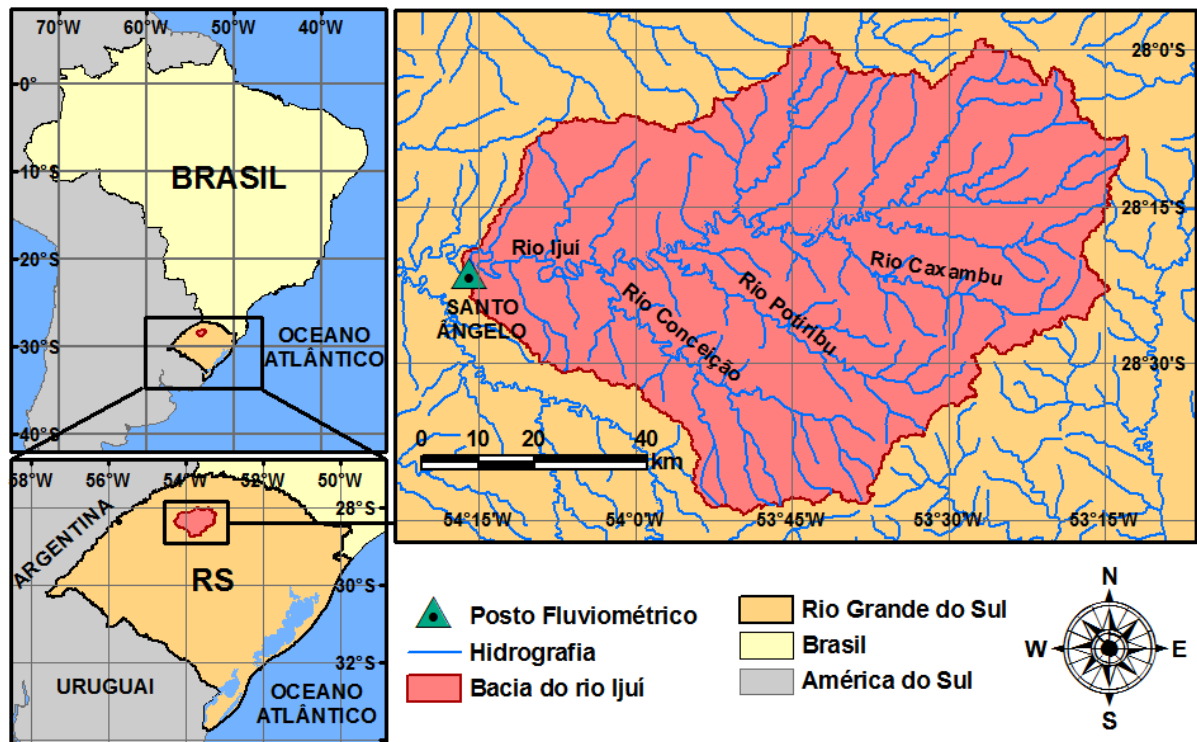 70°W
60°W
50°W
40°W
0°
10°S
20°S
30°S
40°S
BRASIL
OCEANO
ATLÂNTICO
58°W
56°W
54°W
52°W
50°W
28°S
30°S
32°S
ARGENTINA
RS
URUGUAI
OCEANO
ATLÂNTICO
28°0'S
28°15'S
28°30'S
Rio Ijuí
Rio Caxambu
Rio Potiribu
Rio Conceição
SANTO
ÂNGELO
0 10 20 40
km
54°15'W
54°0'W
53°45'W
53°30'W
53°15'W
Posto Fluviométrico
Hidrografia
Bacia do rio Ijuí
Rio Grande do Sul
Brasil
América do Sul
N
W
E
S